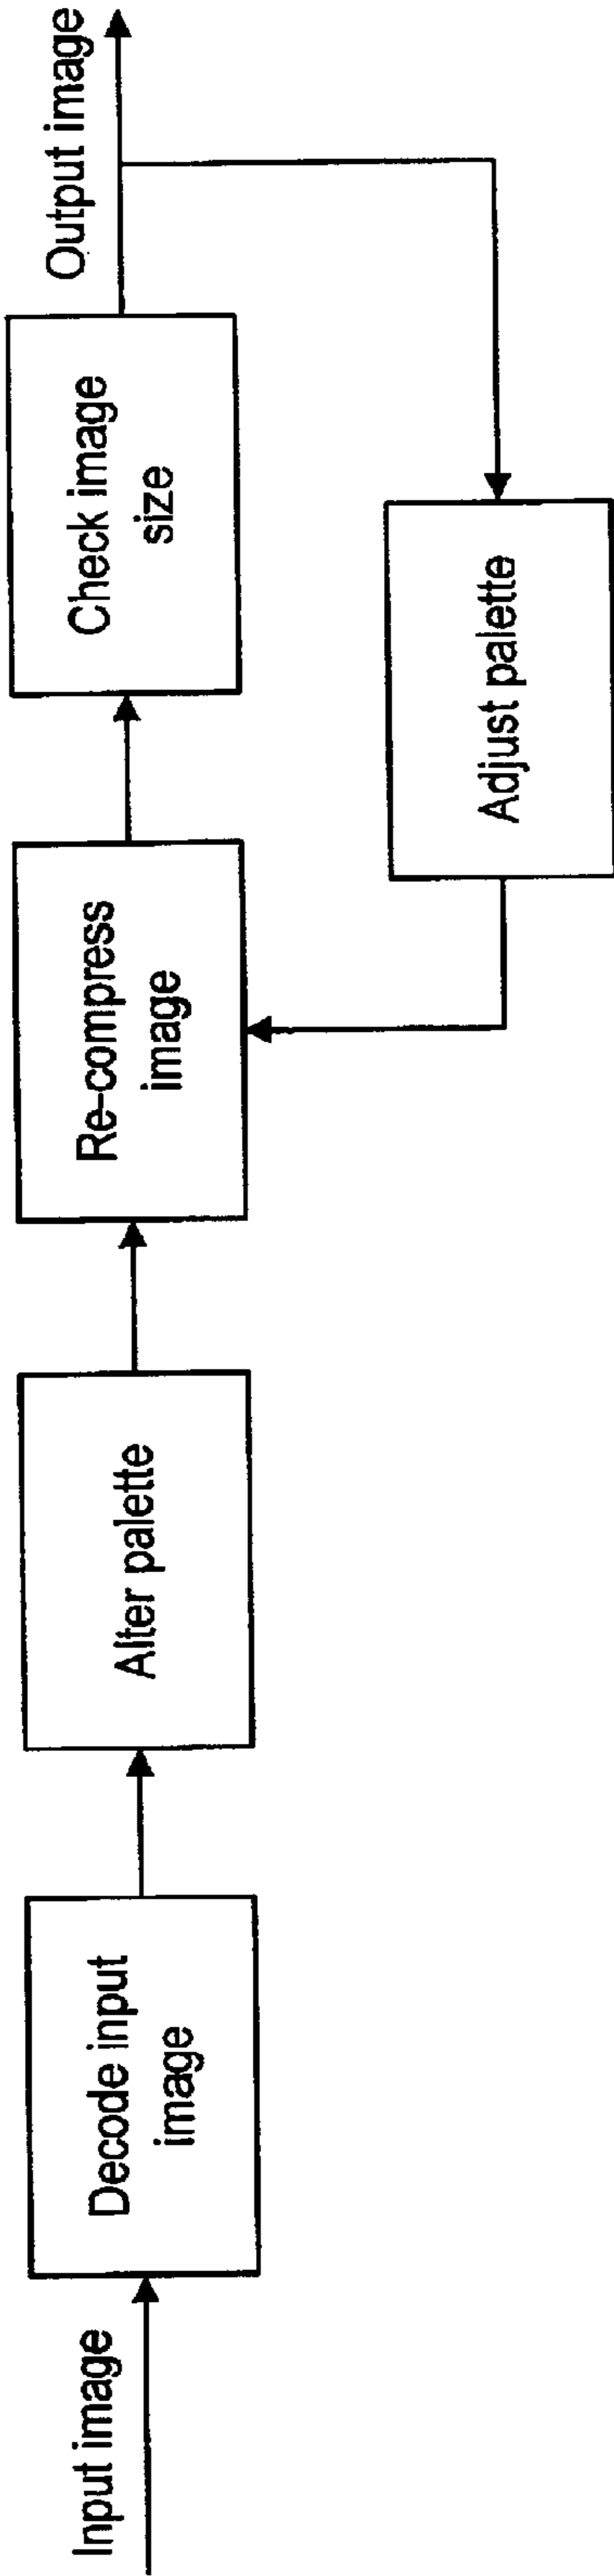 Input image
Decode input
image
Alter palette
Re-compress
image
Check image
size
Output image
Adjust palette